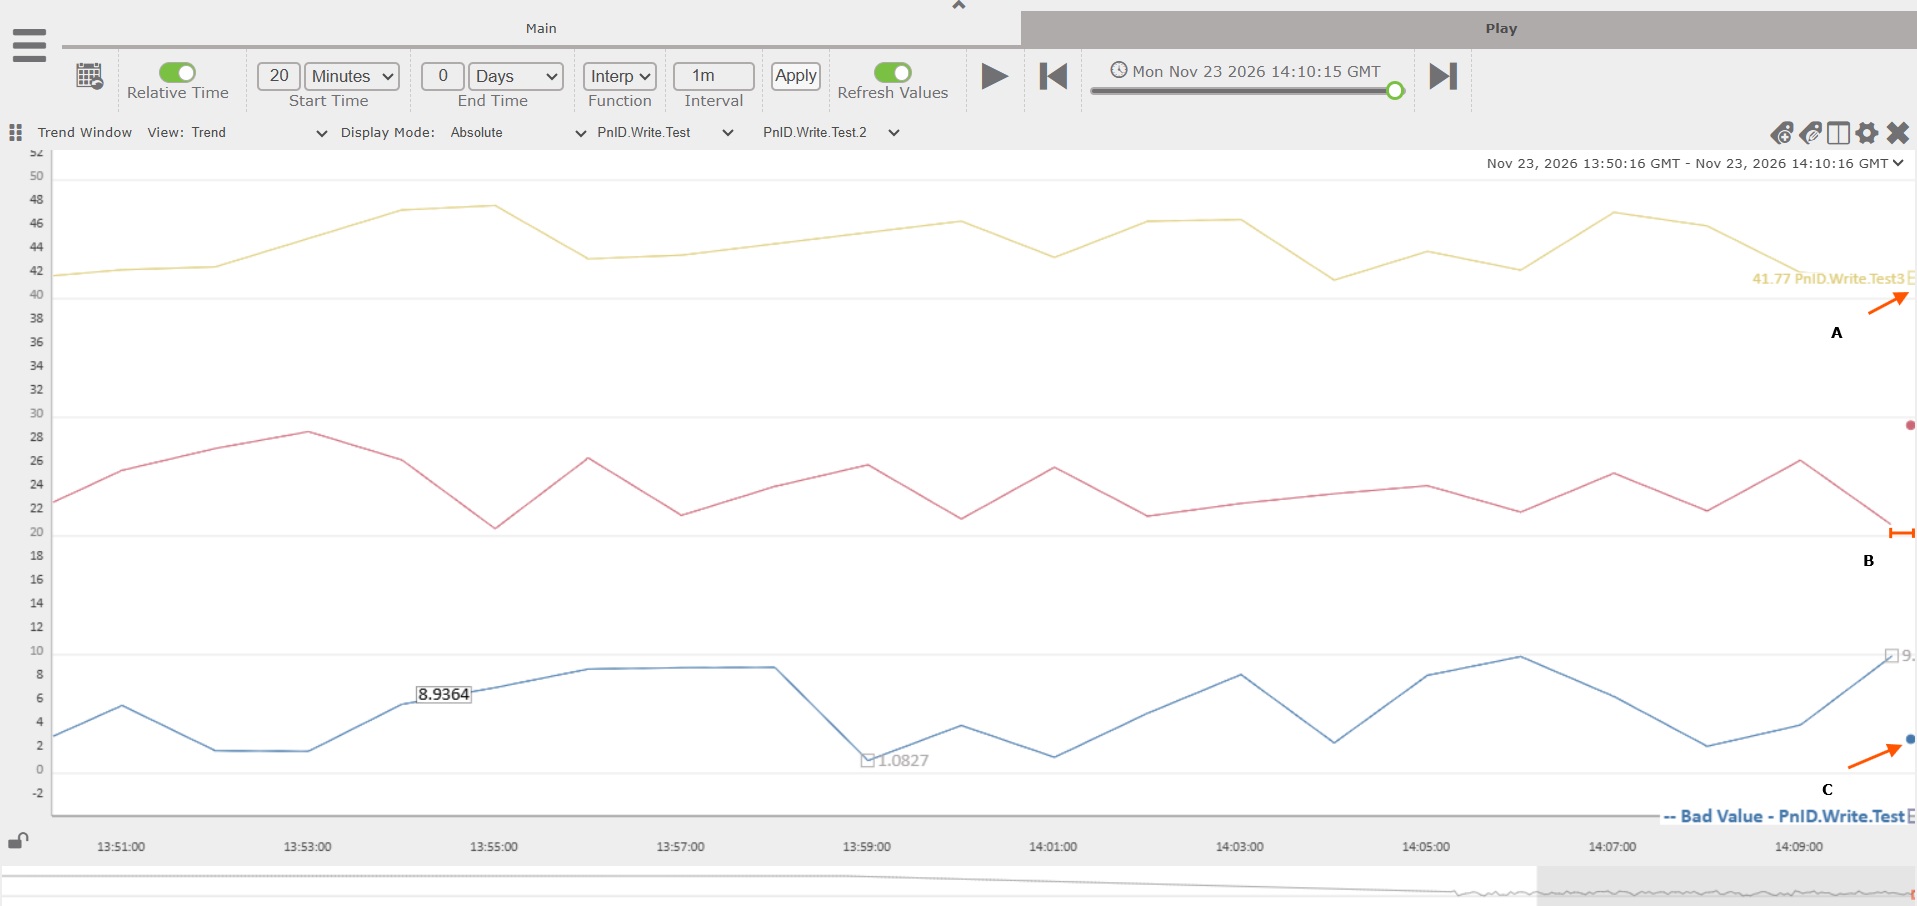 Main
Play
Relative Time
20 Minutes
Start Time
0 Days
End Time
Interp
Function
1m
Interval
Apply
Refresh Values
Mon Nov 23 2026 14:10:15 GMT
Trend Window View: Trend Display Mode: Absolute PnID.Write.Test PnID.Write.Test.2
Nov 23, 2026 13:50:16 GMT - Nov 23, 2026 14:10:16 GMT
52
50
48
46
44
42
40
38
36
34
32
30
28
26
24
22
20
18
16
14
12
10
8
6
4
2
0
-2
41.77 PnID.Write.Test3
A
B
8.9364
9.
1.0827
C
-- Bad Value - PnID.Write.Test
13:51:00 13:53:00 13:55:00 13:57:00 13:59:00 14:01:00 14:03:00 14:05:00 14:07:00 14:09:00